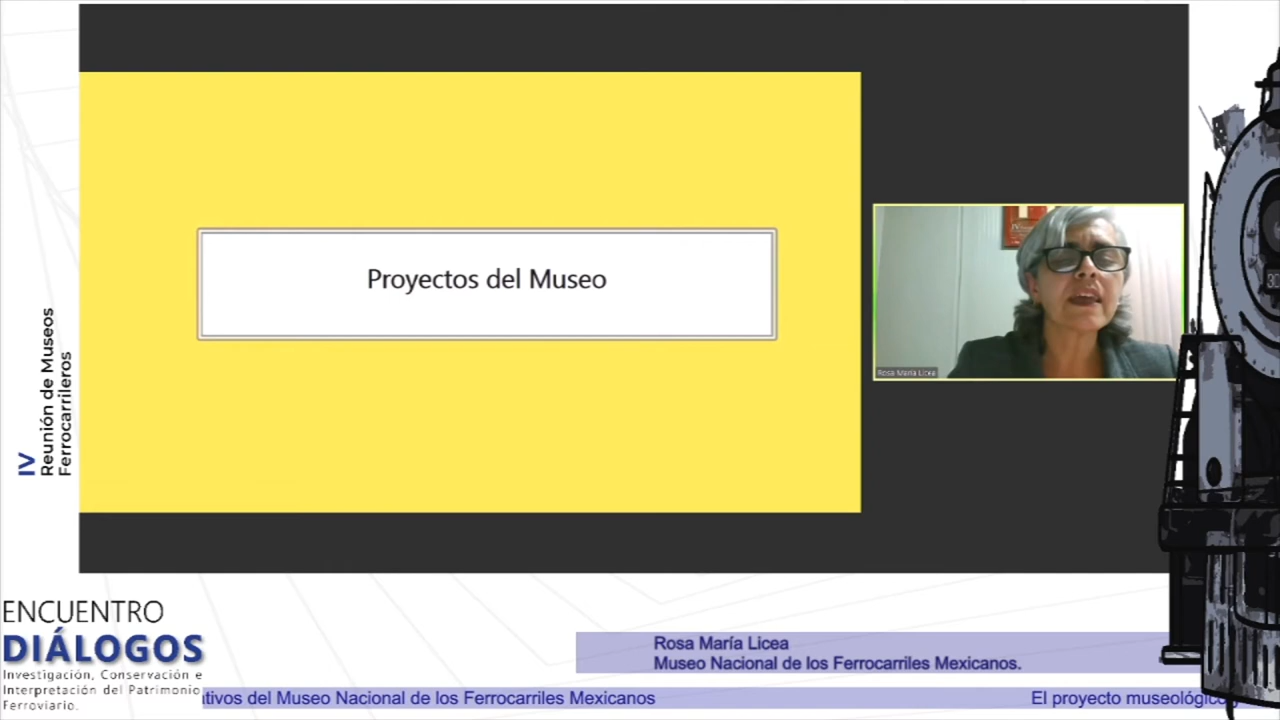 Proyectos del Museo
Rosa María Licea
IV
Reunión de Museos
Ferrocarrileros
ENCUENTRO
DIÁLOGOS
Investigación, Conservación e
Interpretación del Patrimonio
Ferroviario.
Rosa María Licea
Museo Nacional de los Ferrocarriles Mexicanos.
ativos del Museo Nacional de los Ferrocarriles Mexicanos
El proyecto museológico